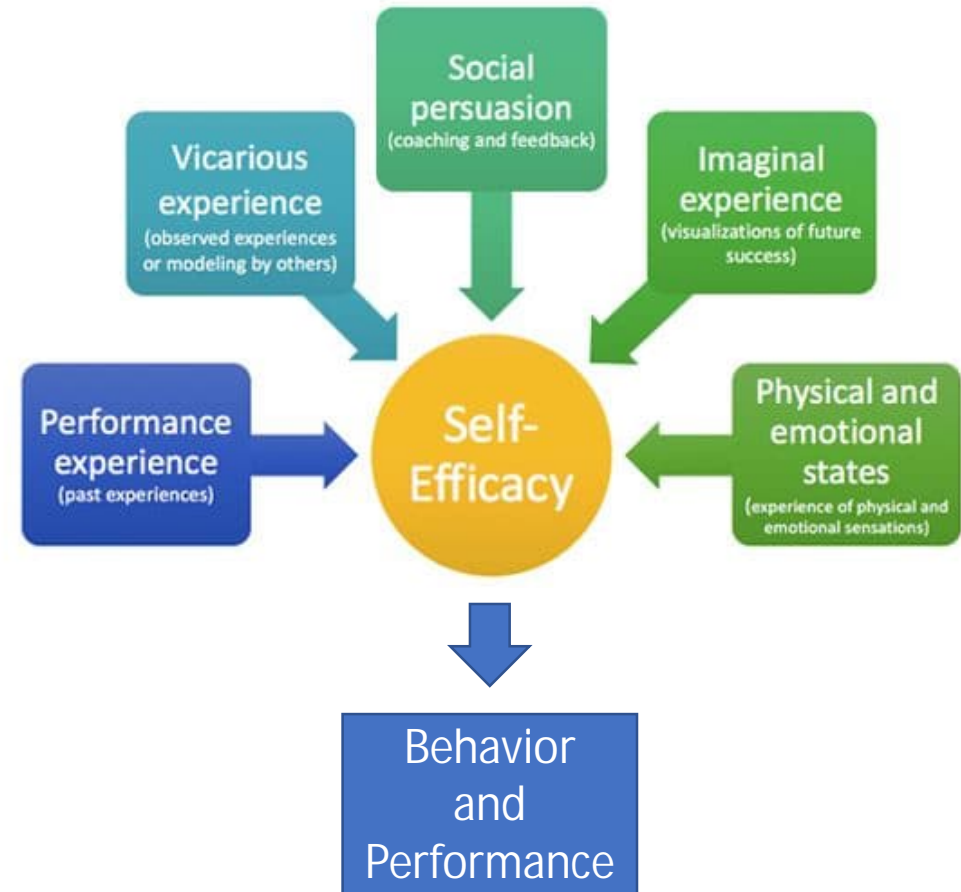 Social
persuasion
(coaching and feedback)
Vicarious
experience
(observed experiences
or modeling by others)
Imaginal
experience
(visualizations of future
success)
Performance
experience
(past experiences)
Self-
Efficacy
Physical and
emotional
states
(experience of physical and
emotional sensations)
Behavior
and
Performance